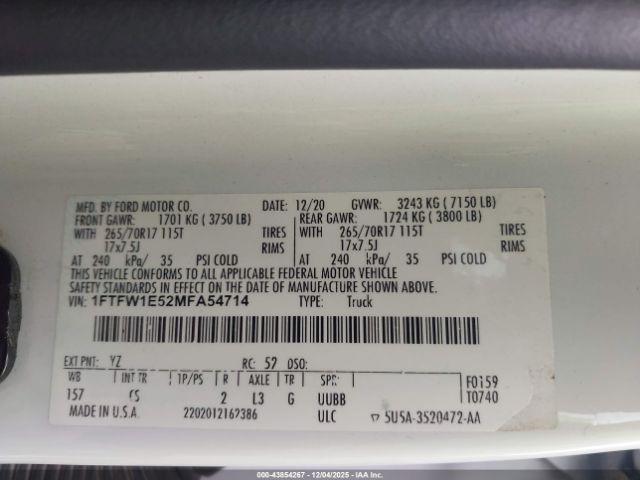 MFD. BY FORD MOTOR CO. DATE: 12/20 GVWR: 3243 KG ( 7150 LB)
FRONT GAWR: 1701 KG ( 3750 LB) REAR GAWR: 1724 KG ( 3800 LB)
WITH 265/70R17 115T TIRES WITH 265/70R17 115T TIRES
17x7.5J RIMS 17x7.5J RIMS
AT 240 kPa/ 35 PSI COLD AT 240 kPa/ 35 PSI COLD
THIS VEHICLE CONFORMS TO ALL APPLICABLE FEDERAL MOTOR VEHICLE
SAFETY STANDARDS IN EFFECT ON THE DATE OF MANUFACTURE SHOWN ABOVE.
VIN: 1FTFW1E52MFA54714 TYPE: Truck
EXT PNT: YZ RC: 57 DSO:
WB INT TR TP/PS R AXLE TR SPR F0159
157 2 L3 G UUBB T0740
MADE IN U.S.A. 2202012167386 ULC 5U5A-3520472-AA
00-43854267 - 12/04/2025 - IAA Inc.